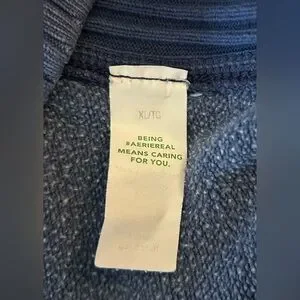 XL/TG
BEING
#AERIEREAL
MEANS CARING
FOR YOU.